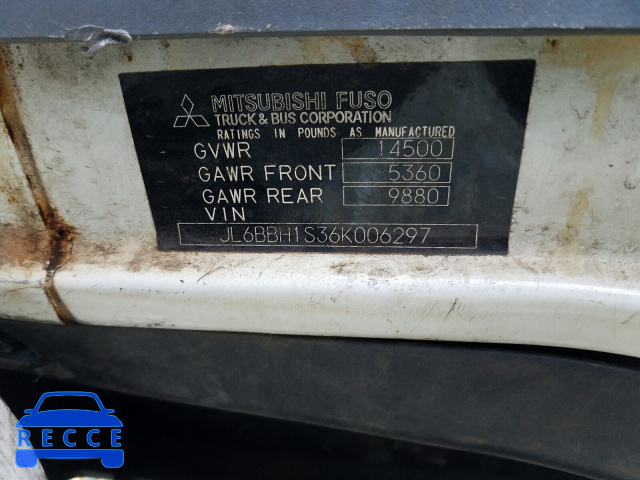 MITSUBISHI FUSO
TRUCK & BUS CORPORATION
RATINGS IN POUNDS AS MANUFACTURED
GVWR 14500
GAWR FRONT 5360
GAWR REAR 9880
VIN
JL6BBH1S36K006297
RECCE